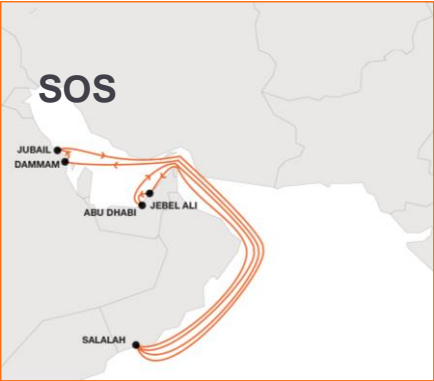 SOS
JUBAIL
DAMMAM
ABU DHABI
JEBEL ALI
SALALAH